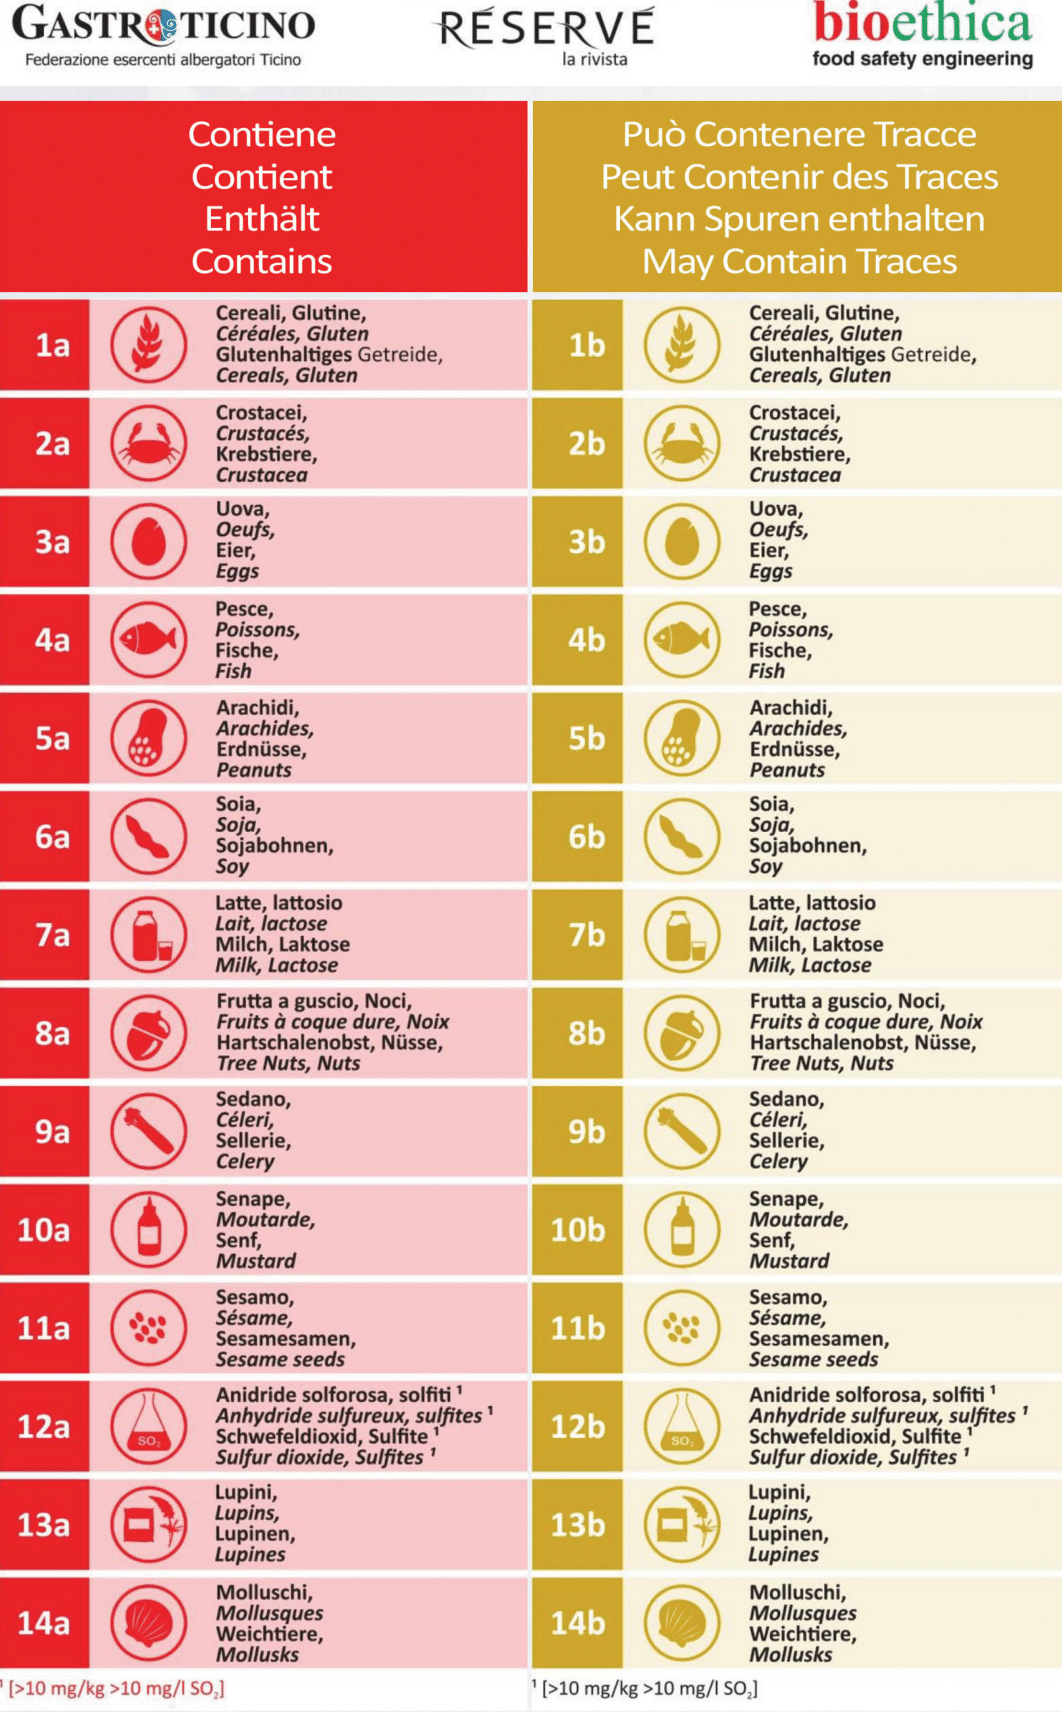 GASTROTICINO
Federazione esercenti albergatori Ticino
RÉSERVÉ
la rivista
bioethica
food safety engineering
Contiene
Contient
Enthält
Contains
Può Contenere Tracce
Peut Contenir des Traces
Kann Spuren enthalten
May Contain Traces
1a
Cereali, Glutine,
Céréales, Gluten
Glutenhaltiges Getreide,
Cereals, Gluten
1b
Cereali, Glutine,
Céréales, Gluten
Glutenhaltiges Getreide,
Cereals, Gluten
2a
Crostacei,
Crustacés,
Krebstiere,
Crustacea
2b
Crostacei,
Crustacés,
Krebstiere,
Crustacea
3a
Uova,
Oeufs,
Eier,
Eggs
3b
Uova,
Oeufs,
Eier,
Eggs
4a
Pesce,
Poissons,
Fische,
Fish
4b
Pesce,
Poissons,
Fische,
Fish
5a
Arachidi,
Arachides,
Erdnüsse,
Peanuts
5b
Arachidi,
Arachides,
Erdnüsse,
Peanuts
6a
Soia,
Soja,
Sojabohnen,
Soy
6b
Soia,
Soja,
Sojabohnen,
Soy
7a
Latte, lattosio
Lait, lactose
Milch, Laktose
Milk, Lactose
7b
Latte, lattosio
Lait, lactose
Milch, Laktose
Milk, Lactose
8a
Frutta a guscio, Noci,
Fruits à coque dure, Noix
Hartschalenobst, Nüsse,
Tree Nuts, Nuts
8b
Frutta a guscio, Noci,
Fruits à coque dure, Noix
Hartschalenobst, Nüsse,
Tree Nuts, Nuts
9a
Sedano,
Céleri,
Sellerie,
Celery
9b
Sedano,
Céleri,
Sellerie,
Celery
10a
Senape,
Moutarde,
Senf,
Mustard
10b
Senape,
Moutarde,
Senf,
Mustard
11a
Sesamo,
Sésame,
Sesamesamen,
Sesame seeds
11b
Sesamo,
Sésame,
Sesamesamen,
Sesame seeds
12a
SO₂
Anidride solforosa, solfiti ¹
Anhydride sulfureux, sulfites ¹
Schwefeldioxid, Sulfite ¹
Sulfur dioxide, Sulfites ¹
12b
SO₂
Anidride solforosa, solfiti ¹
Anhydride sulfureux, sulfites ¹
Schwefeldioxid, Sulfite ¹
Sulfur dioxide, Sulfites ¹
13a
Lupini,
Lupins,
Lupinen,
Lupines
13b
Lupini,
Lupins,
Lupinen,
Lupines
14a
Molluschi,
Mollusques
Weichtiere,
Mollusks
14b
Molluschi,
Mollusques
Weichtiere,
Mollusks
¹ [>10 mg/kg >10 mg/l SO₂]
¹ [>10 mg/kg >10 mg/l SO₂]